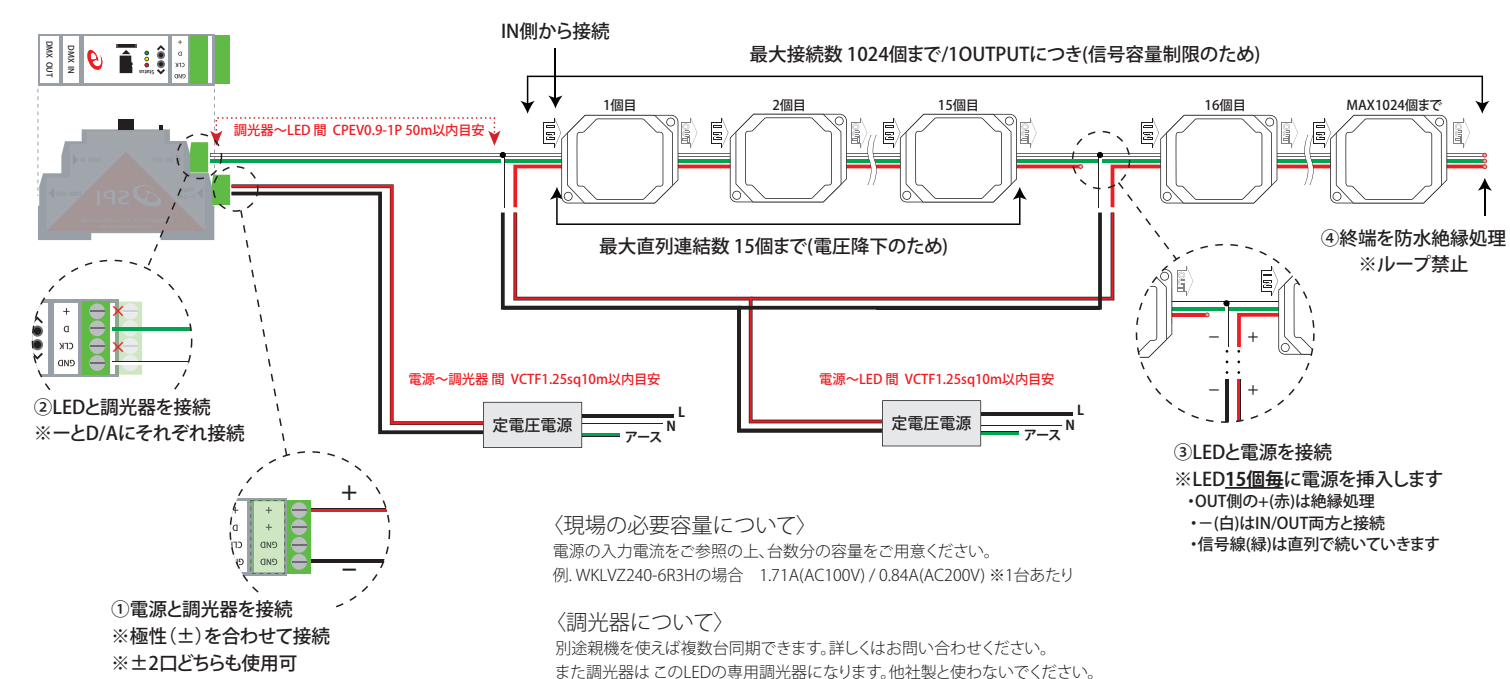 IN側から接続
最大接続数 1024個まで/1OUTPUTにつき(信号容量制限のため)
DMX OUT
DMX IN
e
Status
+
D
CLK
GND
1個目
2個目
15個目
16個目
MAX1024個まで
調光器～LED 間 CPEV0.9-1P 50m以内目安
IN
OUT
IN
OUT
IN
OUT
IN
OUT
IN
OUT
e SPI
最大直列連結数 15個まで(電圧降下のため)
④終端を防水絶縁処理
※ループ禁止
+
D
CLK
GND
②LEDと調光器を接続
※ーとD/Aにそれぞれ接続
電源～調光器 間 VCTF1.25sq10m以内目安
定電圧電源
L
N
アース
電源～LED 間 VCTF1.25sq10m以内目安
定電圧電源
L
N
アース
OUT
IN
− +
− +
③LEDと電源を接続
※LED15個毎に電源を挿入します
・OUT側の+(赤)は絶縁処理
・ー(白)はIN/OUT両方と接続
・信号線(緑)は直列で続いていきます
+
+
GND
GND
+
−
①電源と調光器を接続
※極性(±)を合わせて接続
※±2口どちらも使用可
〈現場の必要容量について〉
電源の入力電流をご参照の上、台数分の容量をご用意ください。
例. WKLVZ240-6R3Hの場合 1.71A(AC100V) / 0.84A(AC200V) ※1台あたり
〈調光器について〉
別途親機を使えば複数台同期できます。詳しくはお問い合わせください。
また調光器は このLEDの専用調光器になります。他社製と使わないでください。